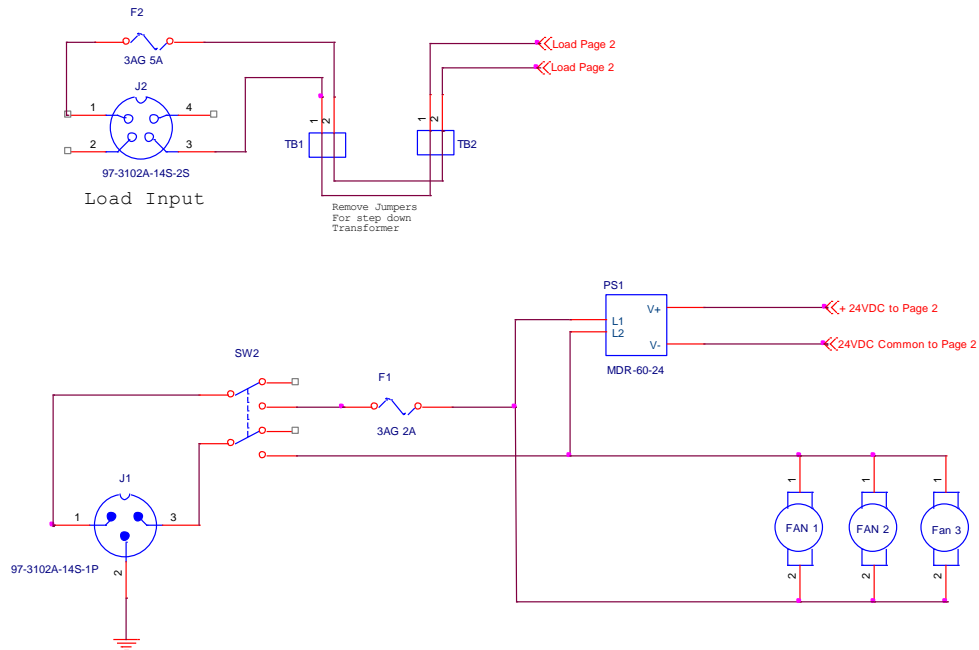 F2
3AG 5A
Load Page 2
Load Page 2
J2
1
4
2
3
97-3102A-14S-2S
Load Input
1
2
TB1
1
2
TB2
Remove Jumpers
For step down
Transformer
PS1
L1
L2
V+
V-
MDR-60-24
+ 24VDC to Page 2
24VDC Common to Page 2
SW2
F1
3AG 2A
J1
1
3
2
97-3102A-14S-1P
1
1
1
FAN 1
FAN 2
Fan 3
2
2
2